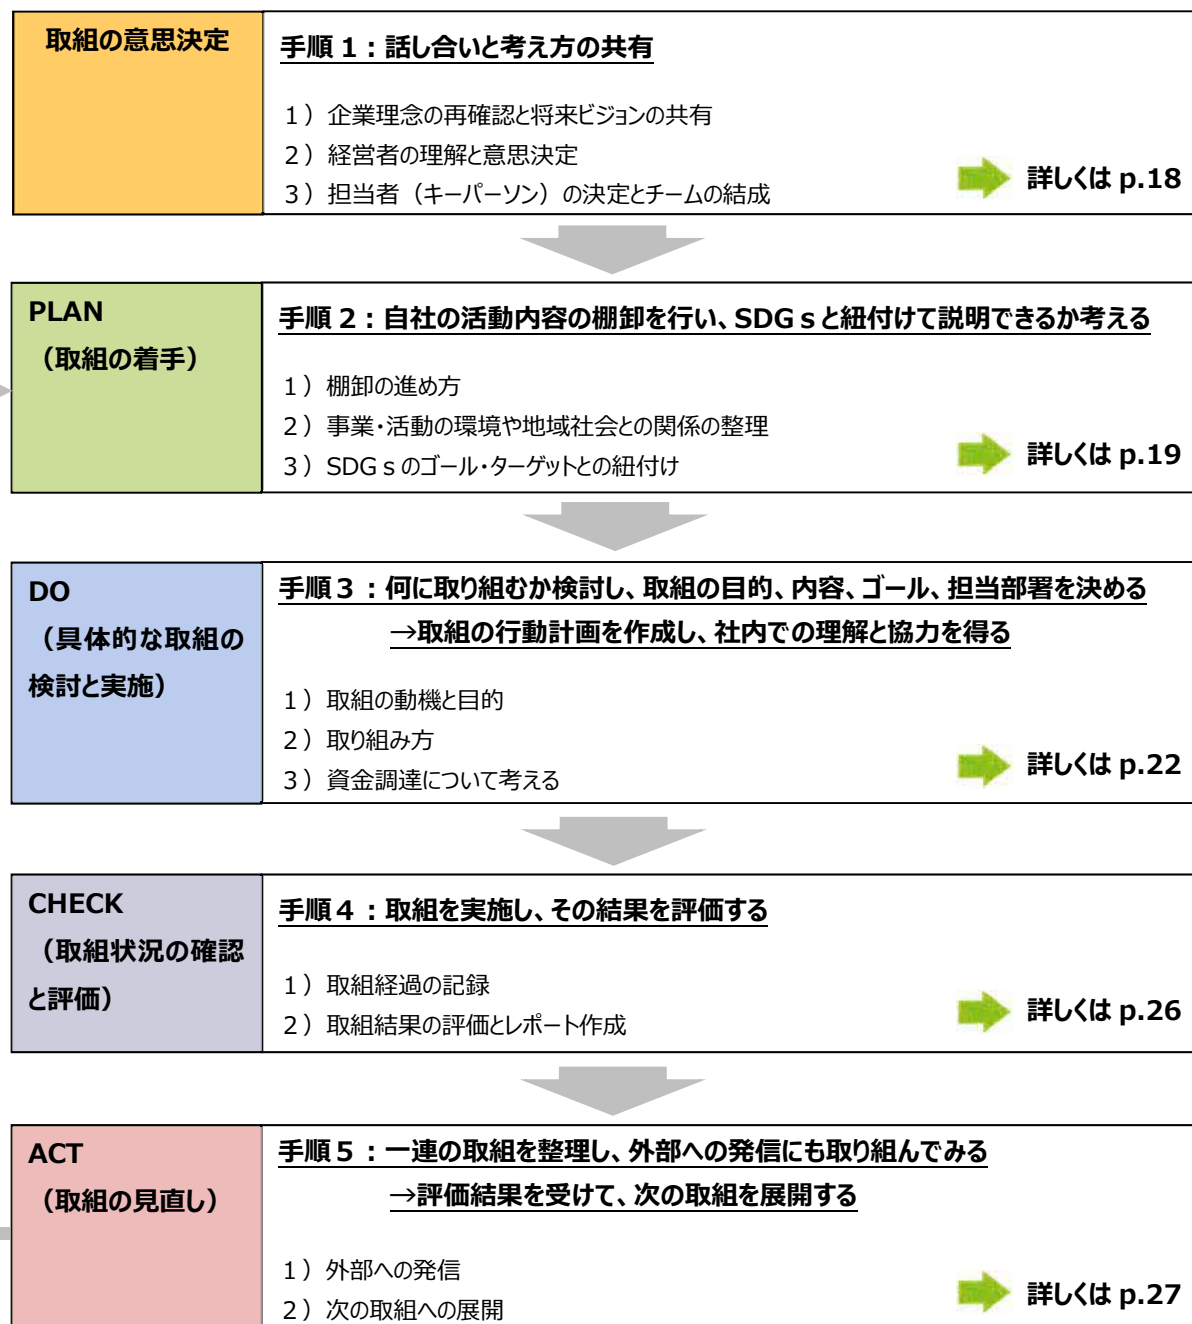 取組の意思決定
手順 1：話し合いと考え方の共有
１）企業理念の再確認と将来ビジョンの共有
２）経営者の理解と意思決定
３）担当者（キーパーソン）の決定とチームの結成
詳しくは p.18
PLAN
（取組の着手）
手順 2：自社の活動内容の棚卸を行い、SDGｓと紐付けて説明できるか考える
１）棚卸の進め方
２）事業・活動の環境や地域社会との関係の整理
３）SDGｓのゴール・ターゲットとの紐付け
詳しくは p.19
DO
（具体的な取組の
検討と実施）
手順３：何に取り組むか検討し、取組の目的、内容、ゴール、担当部署を決める
→取組の行動計画を作成し、社内での理解と協力を得る
１）取組の動機と目的
２）取り組み方
３）資金調達について考える
詳しくは p.22
CHECK
（取組状況の確認
と評価）
手順４：取組を実施し、その結果を評価する
１）取組経過の記録
２）取組結果の評価とレポート作成
詳しくは p.26
ACT
（取組の見直し）
手順５：一連の取組を整理し、外部への発信にも取り組んでみる
→評価結果を受けて、次の取組を展開する
１）外部への発信
２）次の取組への展開
詳しくは p.27